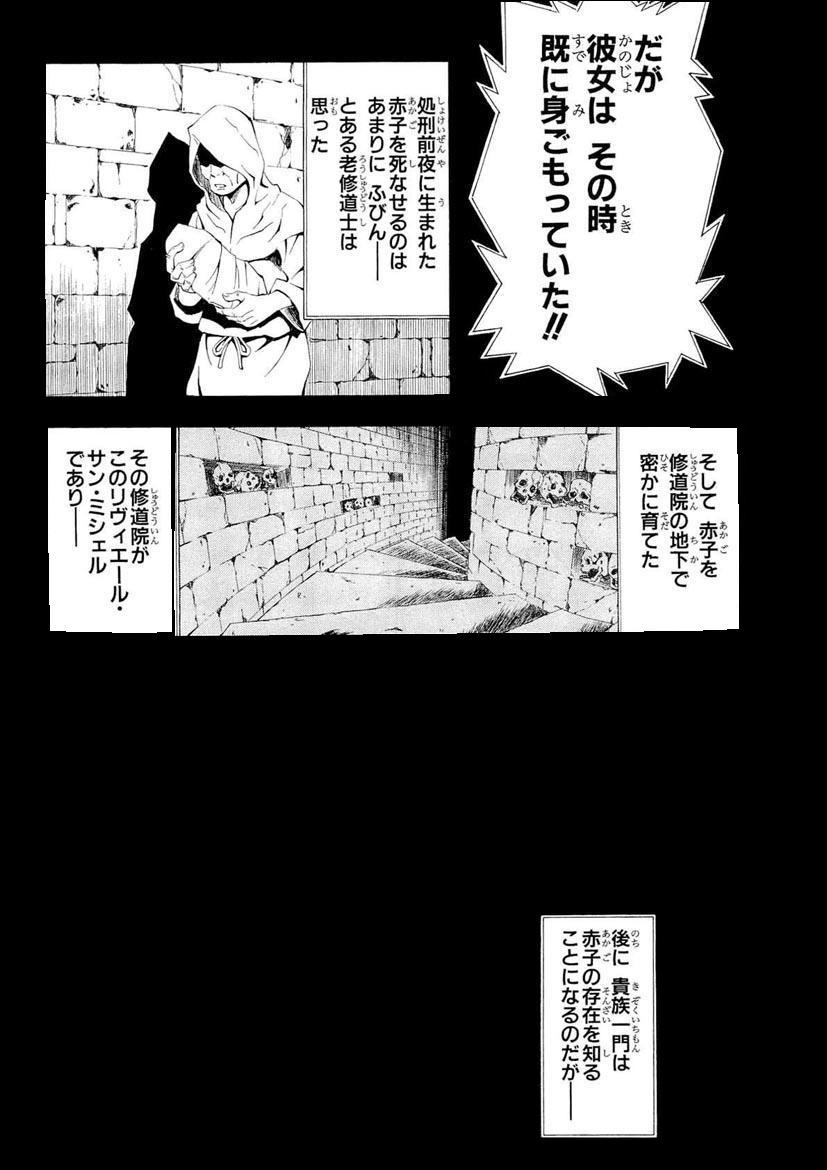 だが
彼女は その時
既に身ごもっていた!!
処刑前夜に生まれた
赤子を死なせるのは
あまりに ふびん──
とある老修道士は
思った
そして 赤子を
修道院の地下で
密かに育てた
その修道院が
このリヴィエール・
サン・ミシェル
であり──
後に 貴族一門は
赤子の存在を知る
ことになるのだが──